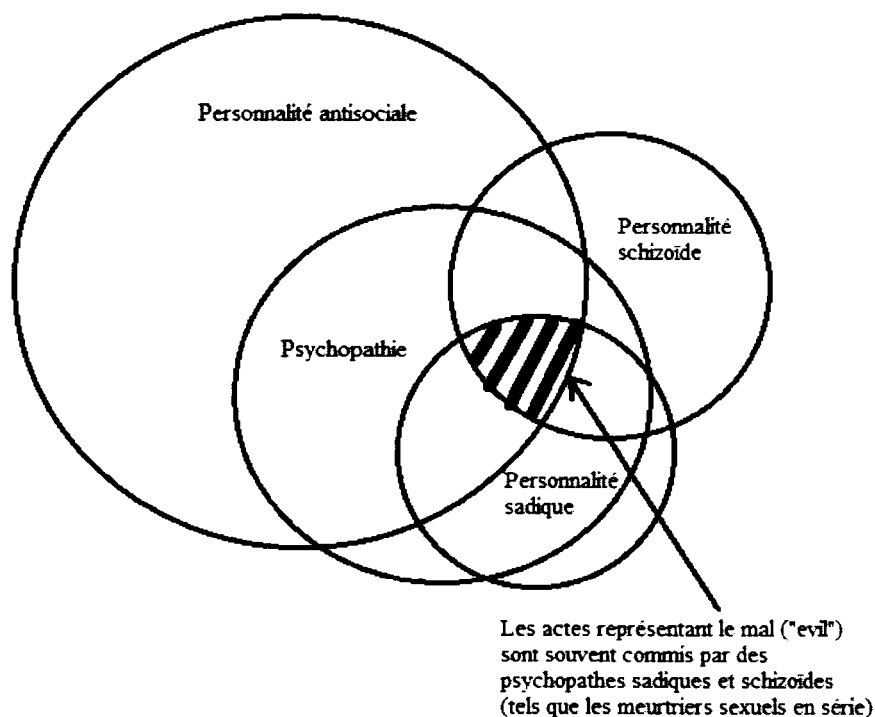 Personnalité antisociale
Personnalité
schizoïde
Psychopathie
Personnalité
sadique
Les actes représentant le mal ("evil")
sont souvent commis par des
psychopathes sadiques et schizoïdes
(tels que les meurtriers sexuels en série)